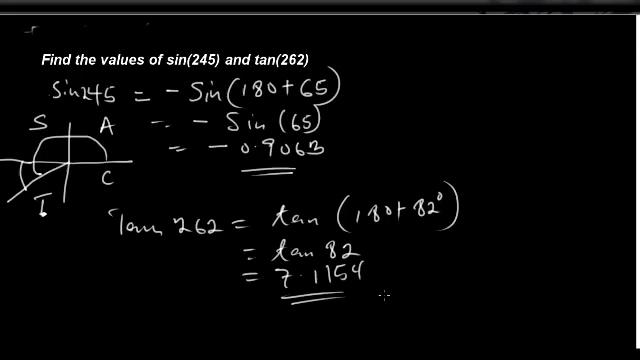 Find the values of sin(245) and tan(262)
Sin245 = - Sin(180+65)
= - Sin (65)
= - 0.9063
S A
T C
Tan 262 = tan (180+82°)
= tan 82
= 7.1154